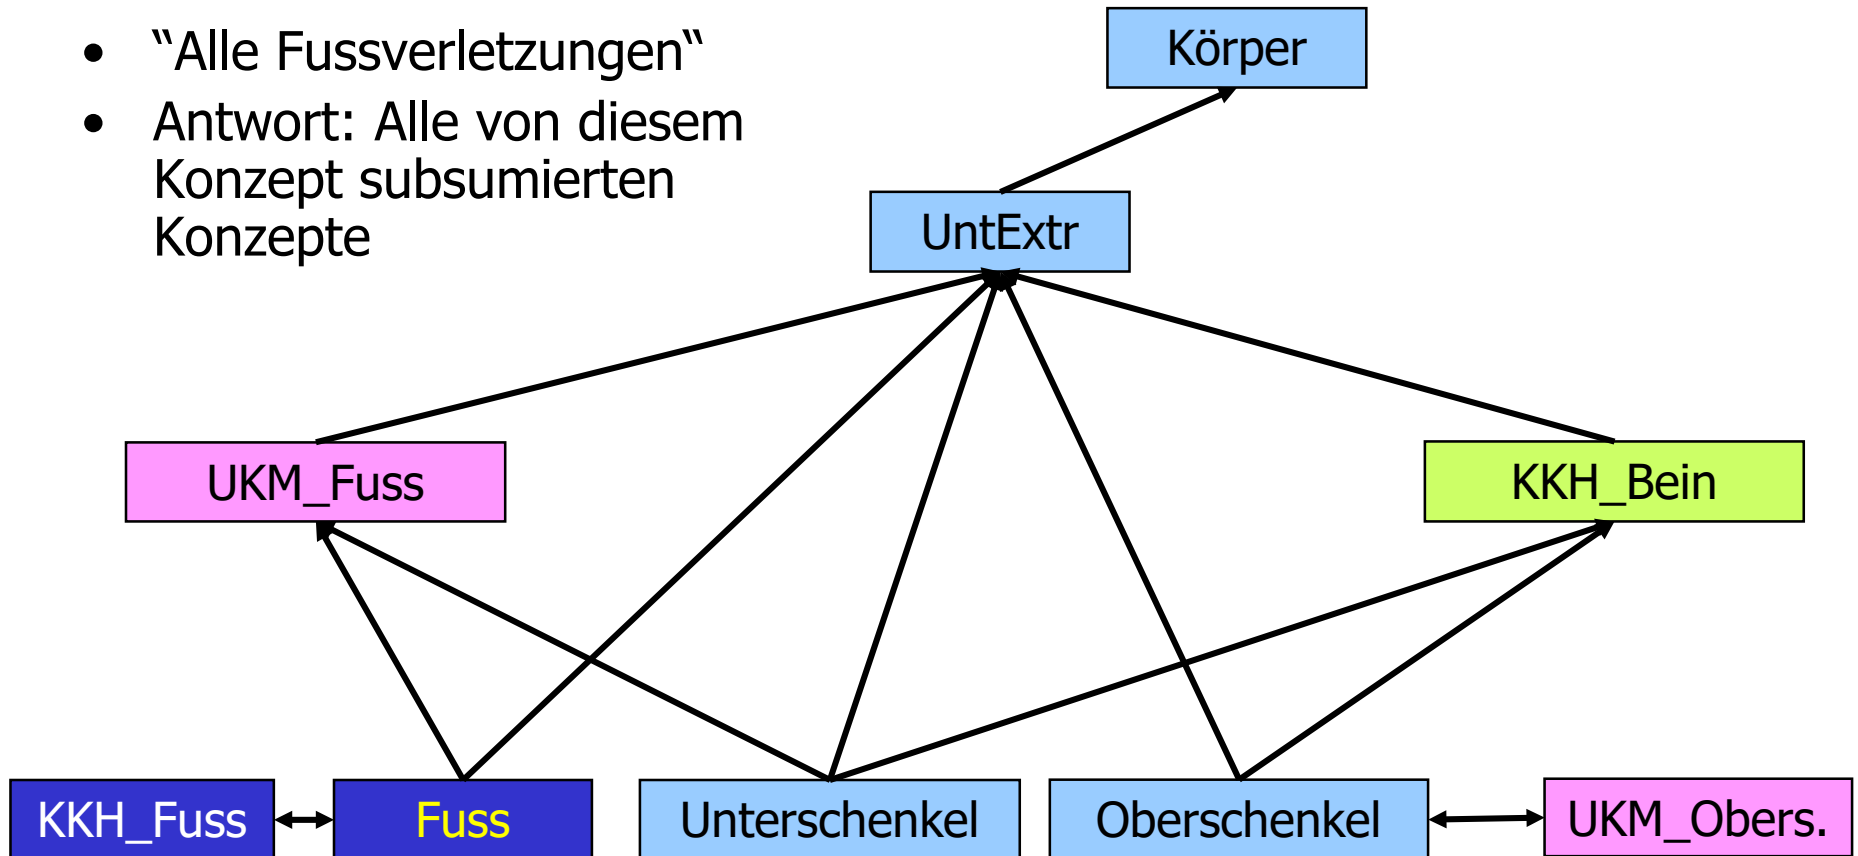 • “Alle Fussverletzungen“
• Antwort: Alle von diesem
Konzept subsumierten
Konzepte
Körper
UntExtr
UKM_Fuss
KKH_Bein
KKH_Fuss
Fuss
Unterschenkel
Oberschenkel
UKM_Obers.